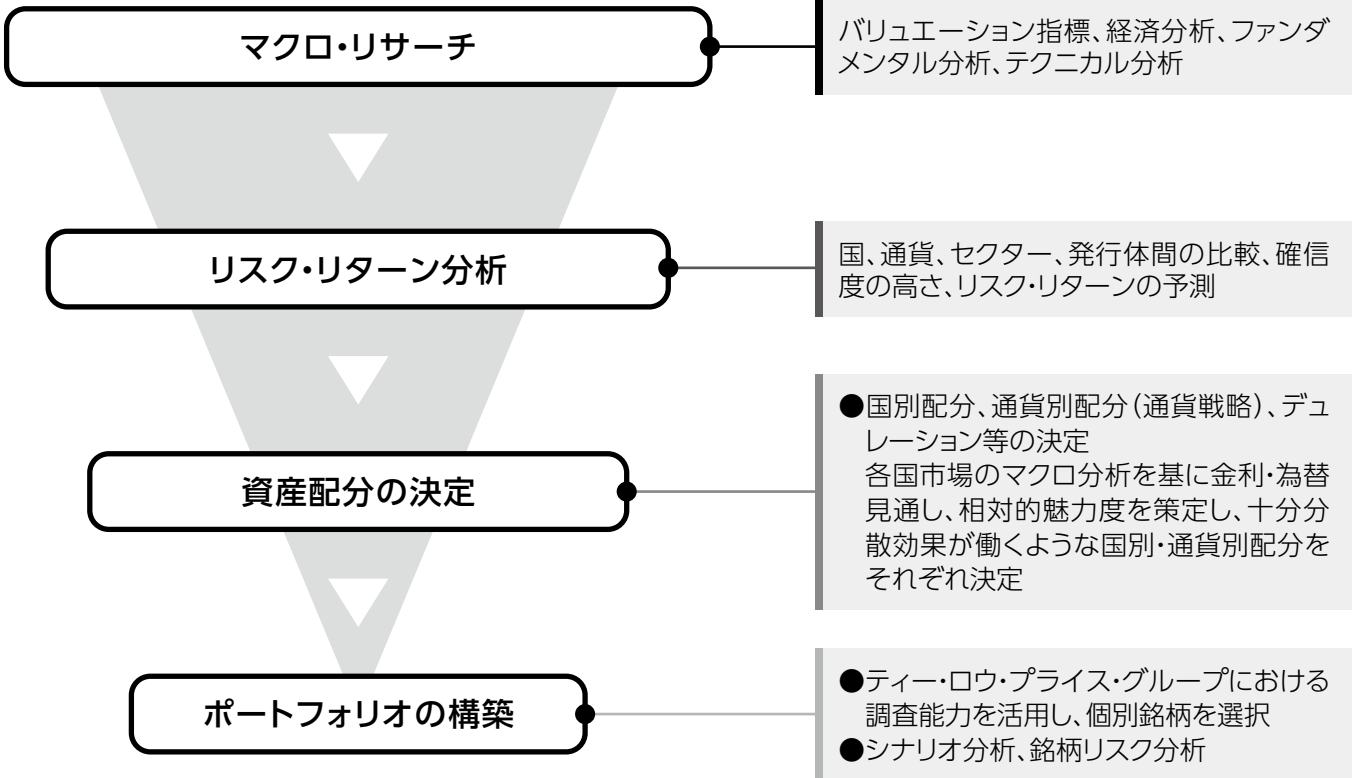 マクロ・リサーチ
バリュエーション指標、経済分析、ファンダ
メンタル分析、テクニカル分析
リスク・リターン分析
国、通貨、セクター、発行体間の比較、確信
度の高さ、リスク・リターンの予測
資産配分の決定
●国別配分、通貨別配分(通貨戦略)、デュ
レーション等の決定
各国市場のマクロ分析を基に金利・為替
見通し、相対的魅力度を策定し、十分分
散効果が働くような国別・通貨別配分を
それぞれ決定
ポートフォリオの構築
●ティー・ロウ・プライス・グループにおける
調査能力を活用し、個別銘柄を選択
●シナリオ分析、銘柄リスク分析